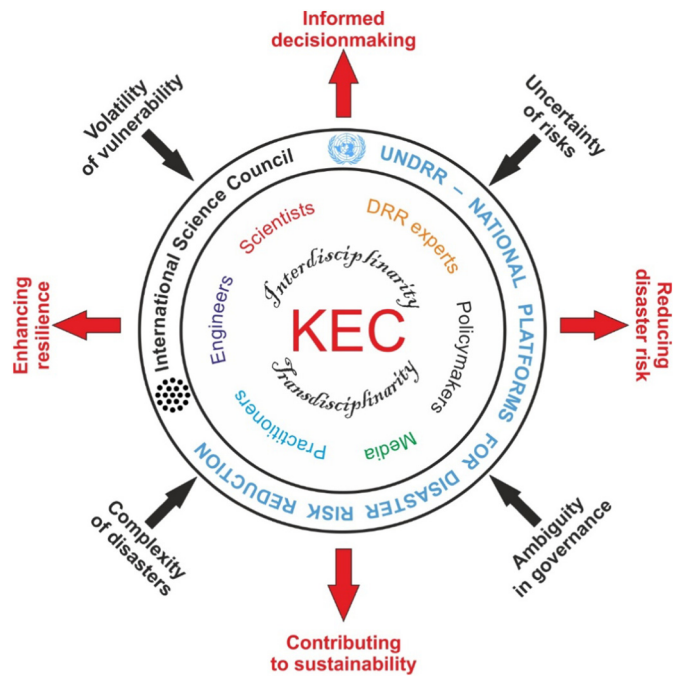 Informed
decisionmaking
Volatility
of vulnerability
Uncertainty
of risks
International Science Council
UNDRR – NATIONAL PLATFORMS FOR DISASTER RISK REDUCTION
Scientists
DRR experts
Engineers
Interdisciplinarity
KEC
Transdisciplinarity
Policymakers
Practitioners
Media
Enhancing
resilience
Reducing
disaster risk
Complexity
of disasters
Ambiguity
in governance
Contributing
to sustainability